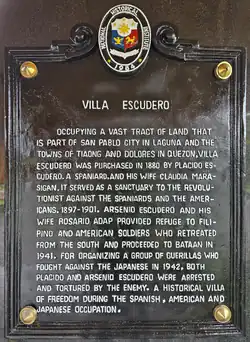 NATIONAL HISTORICAL INSTITUTE
1984
VILLA ESCUDERO
OCCUPYING A VAST TRACT OF LAND THAT
IS PART OF SAN PABLO CITY IN LAGUNA AND THE
TOWNS OF TIAONG AND DOLORES IN QUEZON, VILLA
ESCUDERO WAS PURCHASED IN 1880 BY PLACIDO ES-
CUDERO, A SPANIARD, AND HIS WIFE CLAUDIA MARA-
SIGAN, IT SERVED AS A SANCTUARY TO THE REVOLU-
TIONIST AGAINST THE SPANIARDS AND THE AMER-
ICANS. 1897-1901. ARSENIO ESCUDERO AND HIS
WIFE ROSARIO ADAP PROVIDED REFUGE TO FILI-
PINO AND AMERICAN SOLDIERS WHO RETREATED
FROM THE SOUTH AND PROCEEDED TO BATAAN IN
1941. FOR ORGANIZING A GROUP OF GUERILLAS WHO
FOUGHT AGAINST THE JAPANESE IN 1942, BOTH
PLACIDO AND ARSENIO ESCUDERO WERE ARRESTED
AND TORTURED BY THE ENEMY. A HISTORICAL VILLA
OF FREEDOM DURING THE SPANISH, AMERICAN AND
JAPANESE OCCUPATION.